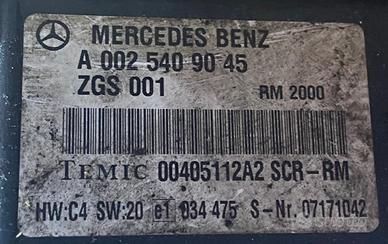 MERCEDES BENZ
A 002 540 90 45
ZGS 001 RM 2000
TEMIC 00405112A2 SCR-RM
HW:C4 SW:20 e1 034 475 S-Nr. 07171042